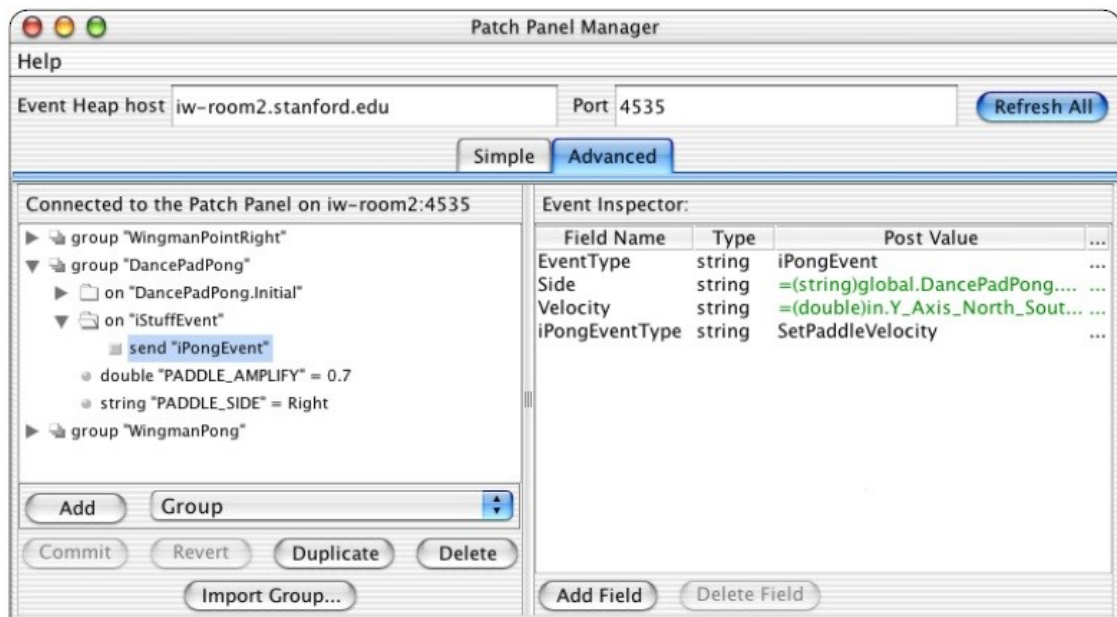 Patch Panel Manager
Help
Event Heap host iw-room2.stanford.edu Port 4535 Refresh All
Simple Advanced
Connected to the Patch Panel on iw-room2:4535
group "WingmanPointRight"
group "DancePadPong"
on "DancePadPong.Initial"
on "iStuffEvent"
send "iPongEvent"
double "PADDLE_AMPLIFY" = 0.7
string "PADDLE_SIDE" = Right
group "WingmanPong"
Add Group
Commit Revert Duplicate Delete
Import Group...
Event Inspector:
Field Name Type Post Value ...
EventType string iPongEvent ...
Side string =(string)global.DancePadPong.... ...
Velocity string =(double)in.Y_Axis_North_Sout... ...
iPongEventType string SetPaddleVelocity ...
Add Field Delete Field